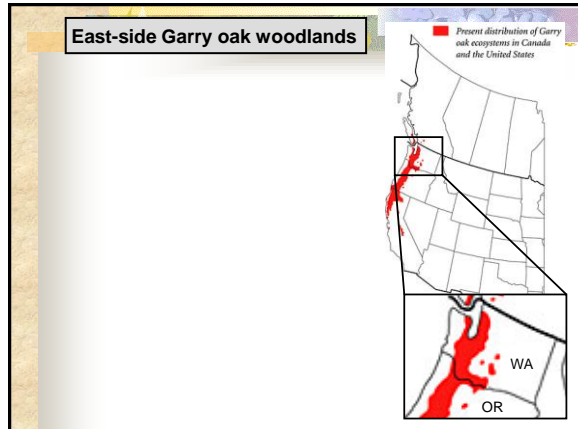 East-side Garry oak woodlands
Present distribution of Garry
oak ecosystems in Canada
and the United States
WA
OR